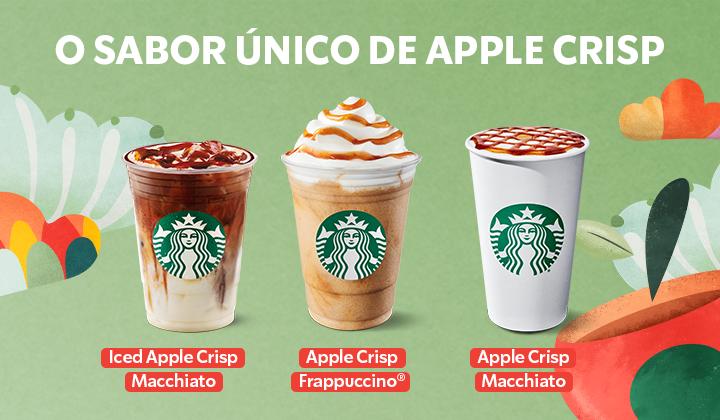 O SABOR ÚNICO DE APPLE CRISP
Iced Apple Crisp
Macchiato
Apple Crisp
Frappuccino®
Apple Crisp
Macchiato